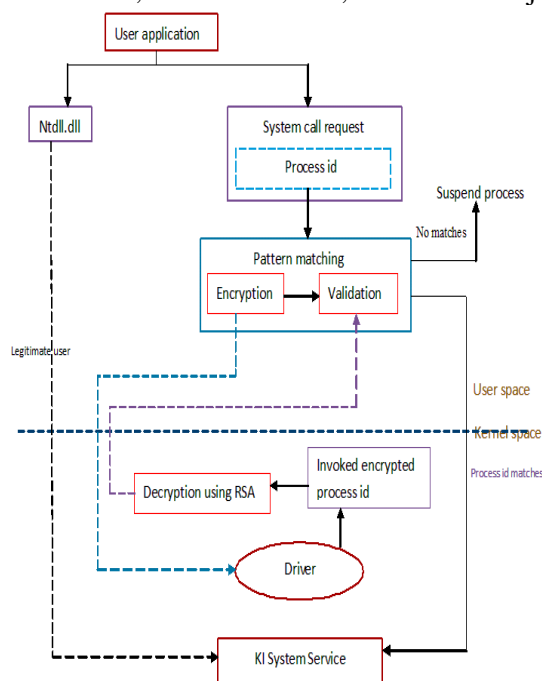 User application
Ntdll.dll
System call request
Process id
Suspend process
No matches
Pattern matching
Encryption
Validation
Legitimate user
User space
Kernel space
Process id matches
Invoked encrypted
process id
Decryption using RSA
Driver
KI System Service